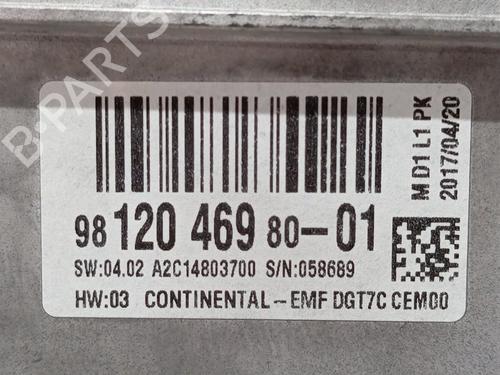 B-PARTS
98 120 469 80-01
SW:04.02 A2C14803700 S/N:058689
HW:03 CONTINENTAL-EMF DGT7C CEM00
M D1 L1 PK
2017/04/20